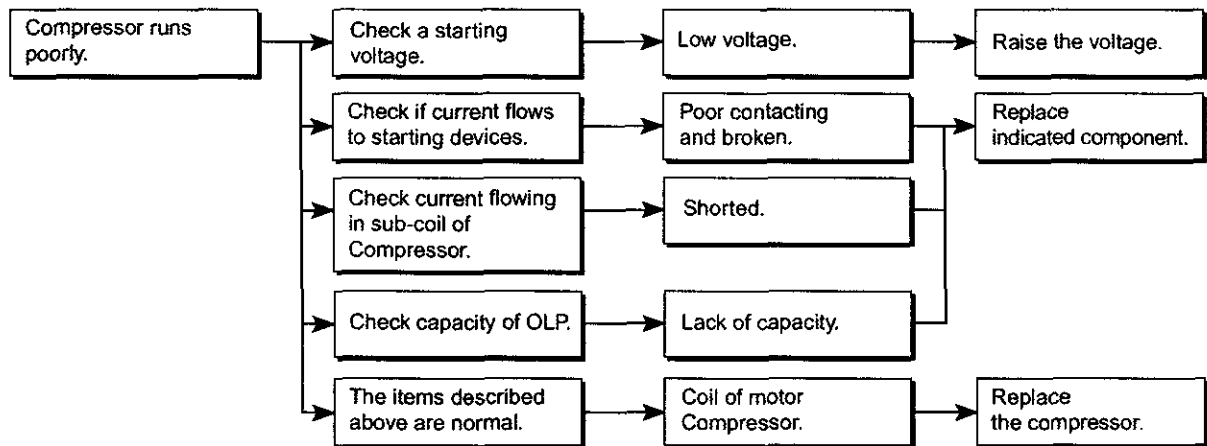 Compressor runs
poorly.
Check a starting
voltage.
Low voltage.
Raise the voltage.
Check if current flows
to starting devices.
Poor contacting
and broken.
Replace
indicated component.
Check current flowing
in sub-coil of
Compressor.
Shorted.
Check capacity of OLP.
Lack of capacity.
The items described
above are normal.
Coil of motor
Compressor.
Replace
the compressor.